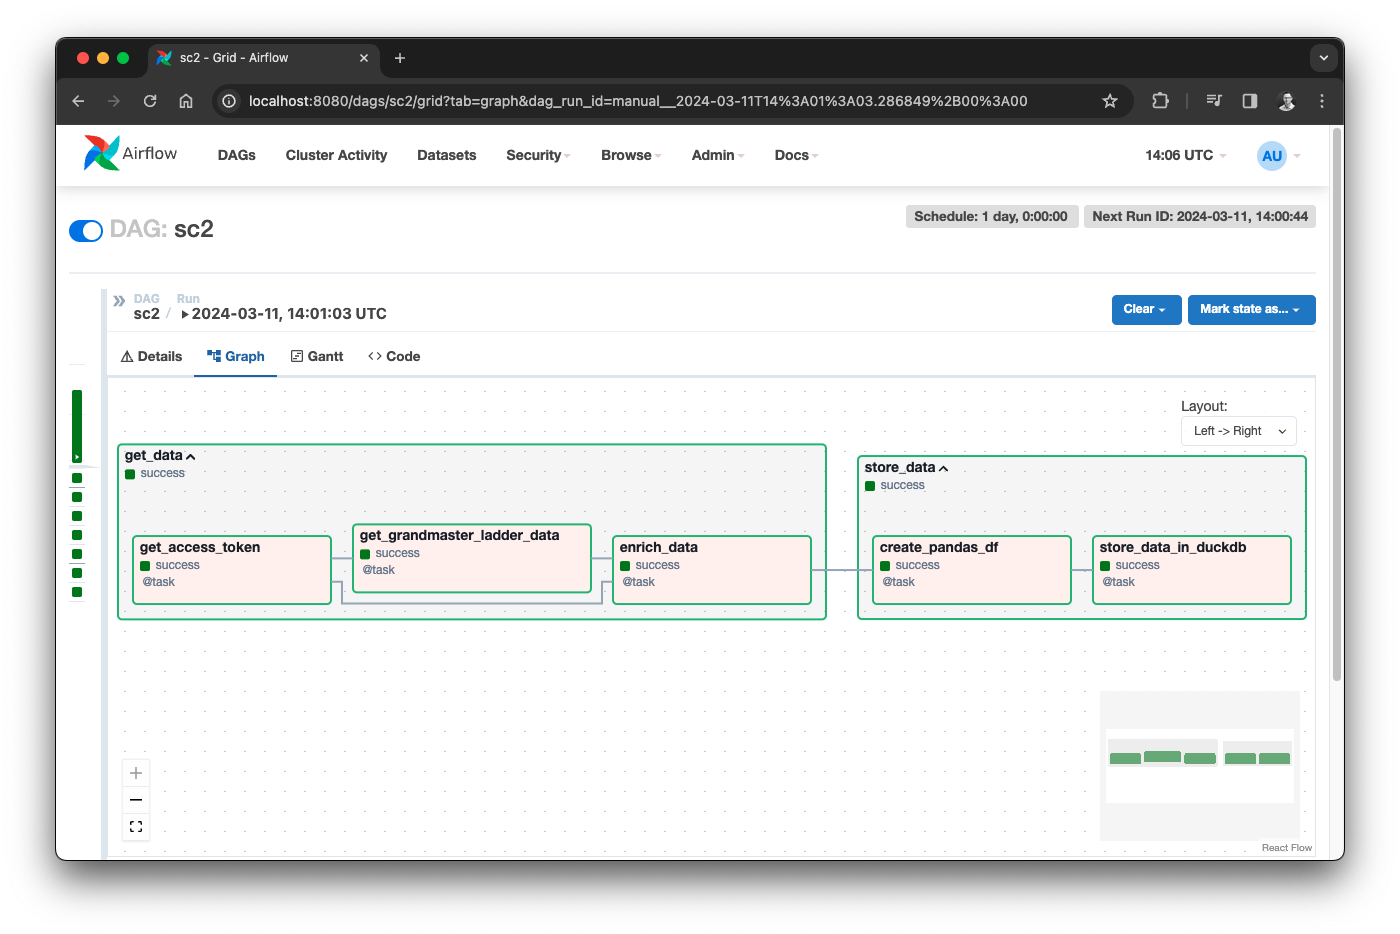 sc2 - Grid - Airflow
localhost:8080/dags/sc2/grid?tab=graph&dag_run_id=manual__2024-03-11T14%3A01%3A03.286849%2B00%3A00
Airflow DAGs Cluster Activity Datasets Security Browse Admin Docs 14:06 UTC AU
Schedule: 1 day, 0:00:00 Next Run ID: 2024-03-11, 14:00:44
DAG: sc2
DAG Run
sc2 / 2024-03-11, 14:01:03 UTC
Clear Mark state as...
Details Graph Gantt Code
Layout:
Left -> Right
get_data
success
get_access_token
success
@task
get_grandmaster_ladder_data
success
@task
enrich_data
success
@task
store_data
success
create_pandas_df
success
@task
store_data_in_duckdb
success
@task
React Flow